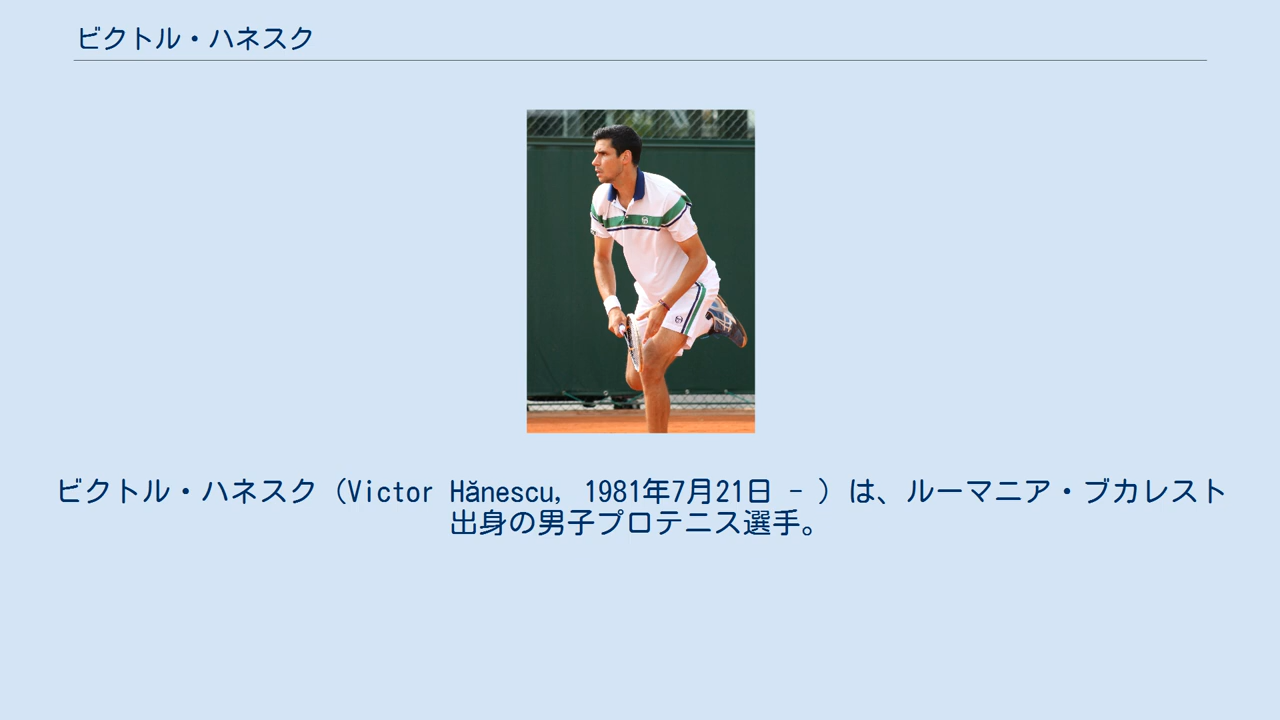 ビクトル・ハネスク
ビクトル・ハネスク（Victor Hănescu, 1981年7月21日 - ）は、ルーマニア・ブカレスト
出身の男子プロテニス選手。